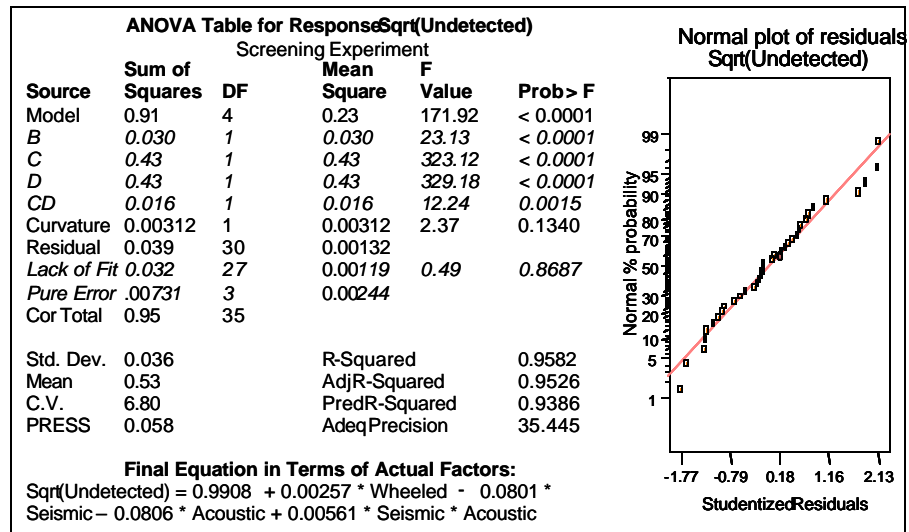 ANOVA Table for Response Sqrt(Undetected)
Screening Experiment
Sum of Mean F
Source Squares DF Square Value Prob > F
Model 0.91 4 0.23 171.92 < 0.0001
B 0.030 1 0.030 23.13 < 0.0001
C 0.43 1 0.43 323.12 < 0.0001
D 0.43 1 0.43 329.18 < 0.0001
CD 0.016 1 0.016 12.24 0.0015
Curvature 0.00312 1 0.00312 2.37 0.1340
Residual 0.039 30 0.00132
Lack of Fit 0.032 27 0.00119 0.49 0.8687
Pure Error .00731 3 0.00244
Cor Total 0.95 35
Std. Dev. 0.036 R-Squared 0.9582
Mean 0.53 Adj R-Squared 0.9526
C.V. 6.80 Pred R-Squared 0.9386
PRESS 0.058 Adeq Precision 35.445
Final Equation in Terms of Actual Factors:
Sqrt(Undetected) = 0.9908 + 0.00257 * Wheeled - 0.0801 *
Seismic – 0.0806 * Acoustic + 0.00561 * Seismic * Acoustic
Normal plot of residuals
Sqrt(Undetected)
Normal % probability
99
95
90
80
70
50
30
20
10
5
1
-1.77 -0.79 0.18 1.16 2.13
Studentized Residuals